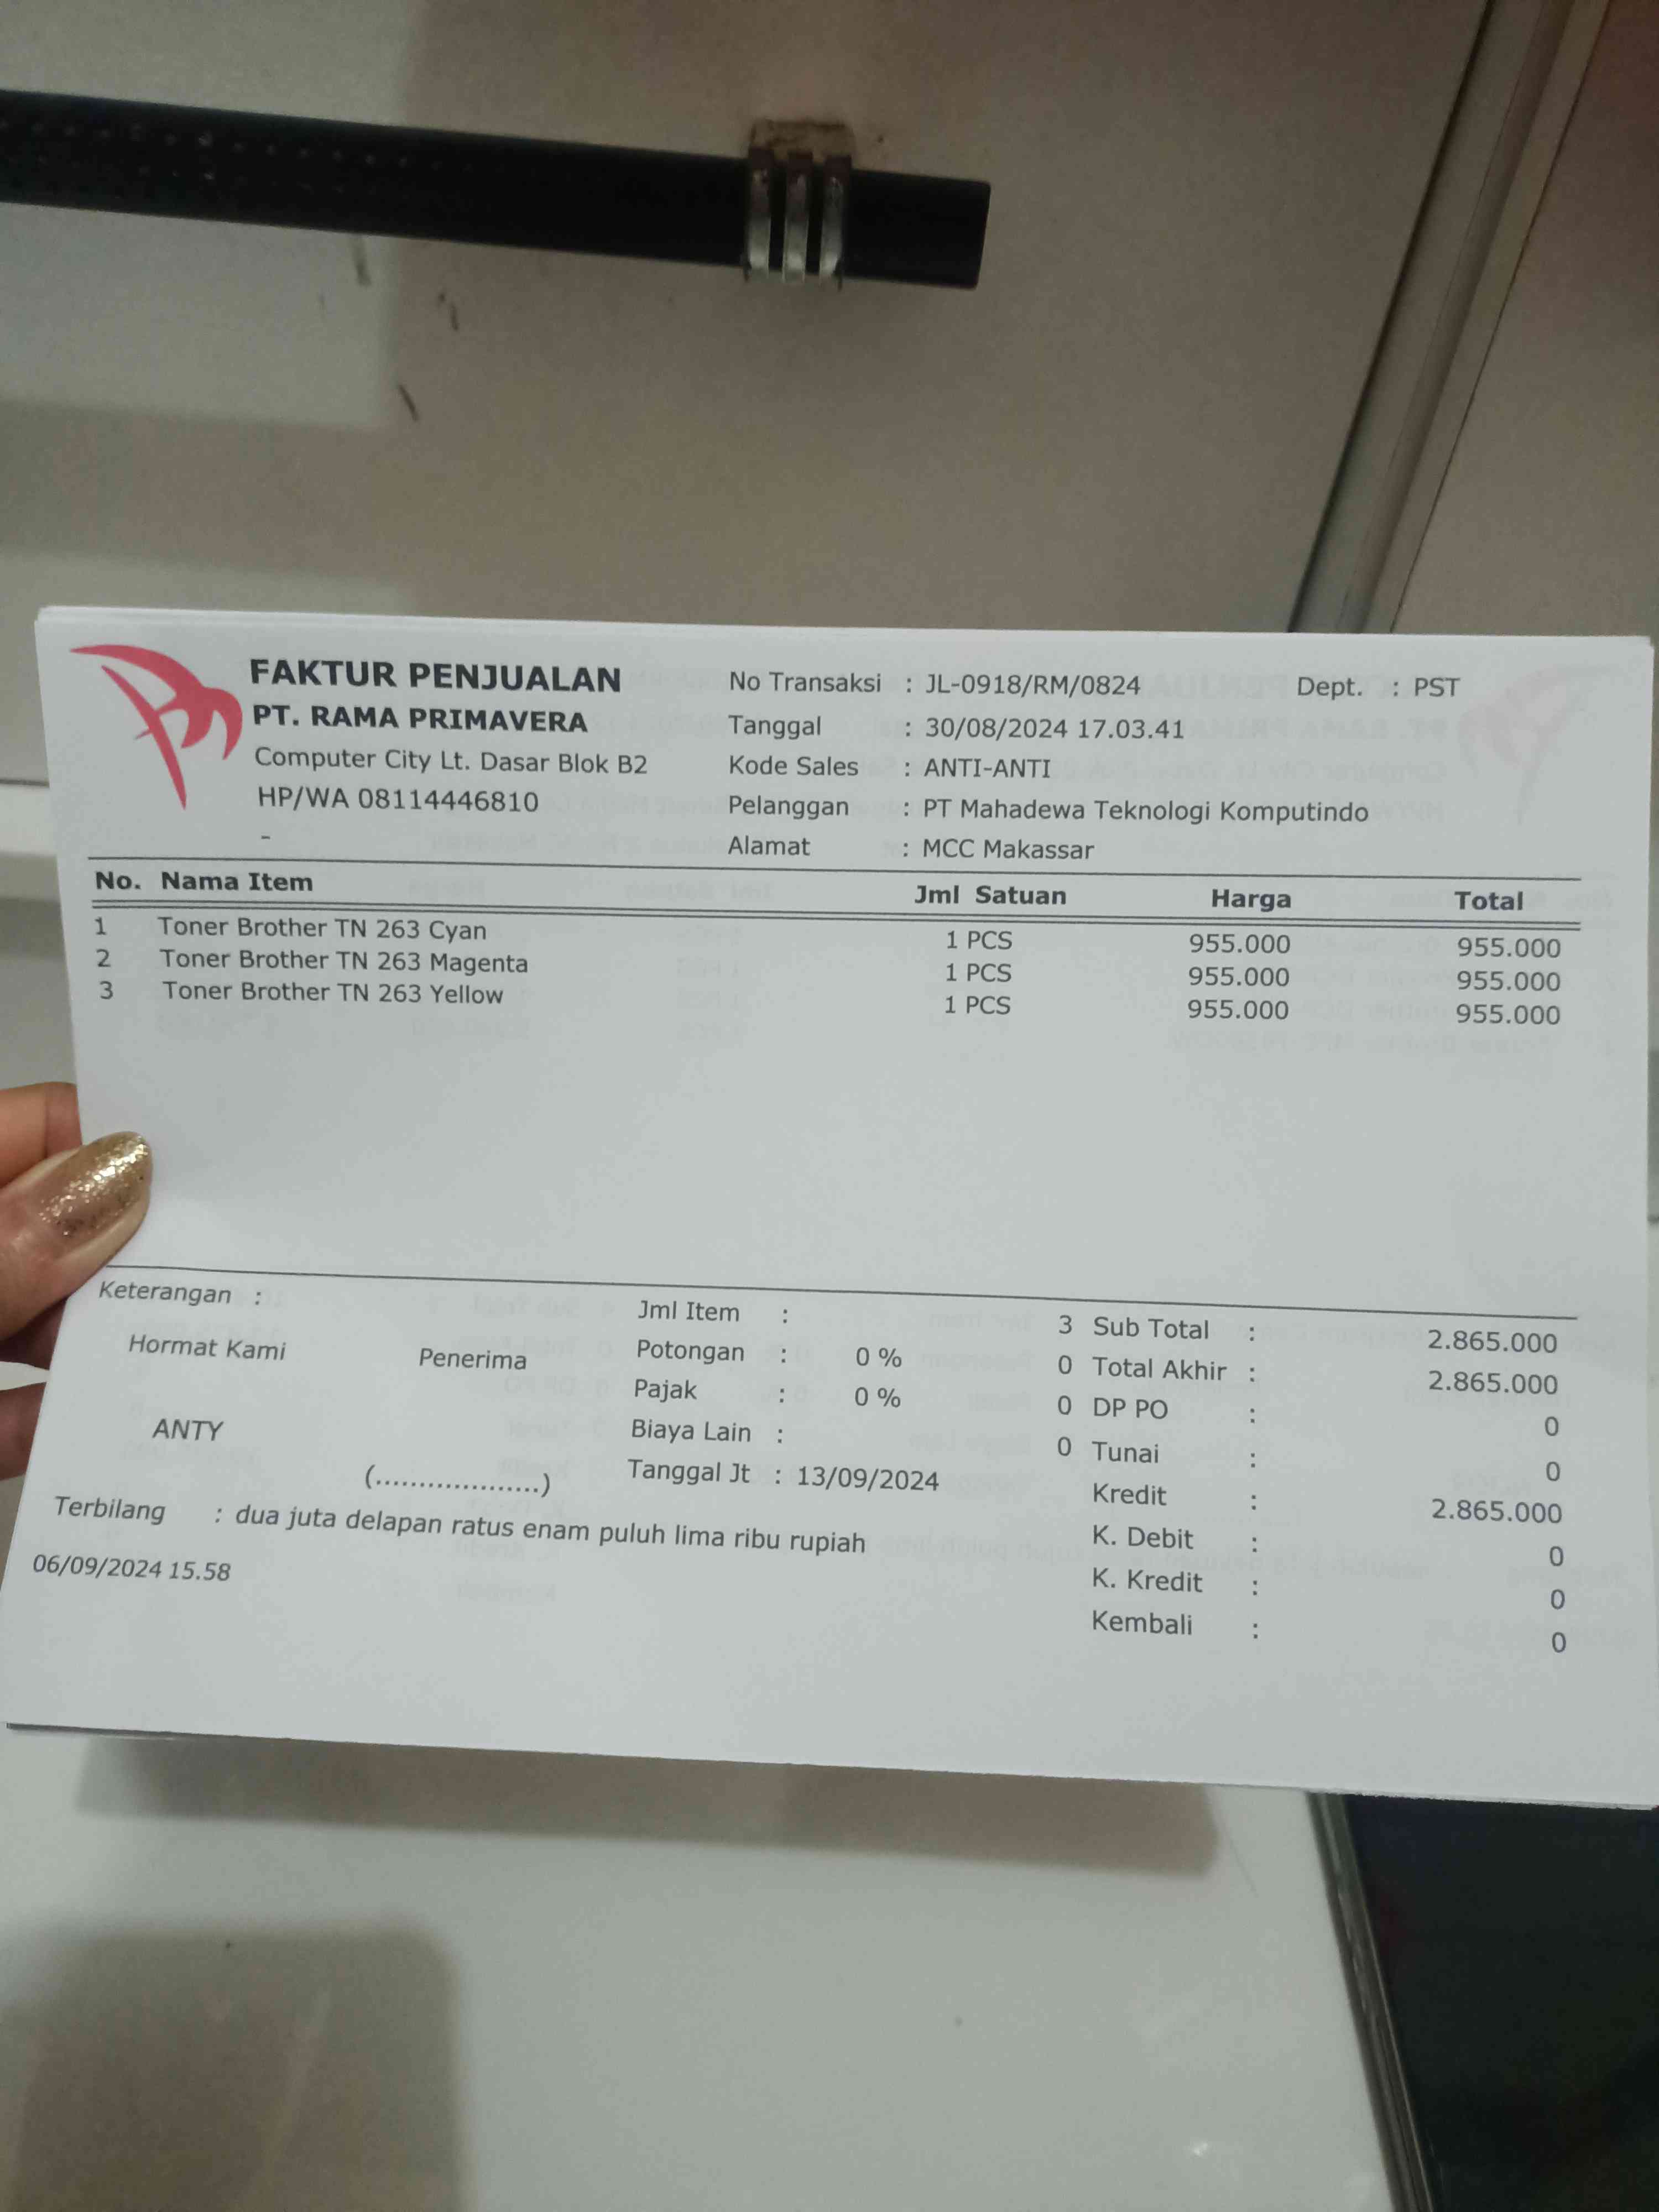 FAKTUR PENJUALAN
PT. RAMA PRIMAVERA
Computer City Lt. Dasar Blok B2
HP/WA 08114446810
-
No Transaksi : JL-0918/RM/0824 Dept. : PST
Tanggal : 30/08/2024 17.03.41
Kode Sales : ANTI-ANTI
Pelanggan : PT Mahadewa Teknologi Komputindo
Alamat : MCC Makassar
No. Nama Item Jml Satuan Harga Total
1 Toner Brother TN 263 Cyan 1 PCS 955.000 955.000
2 Toner Brother TN 263 Magenta 1 PCS 955.000 955.000
3 Toner Brother TN 263 Yellow 1 PCS 955.000 955.000
Keterangan :
Hormat Kami Penerima
ANTY
(...................)
Jml Item : 3
Potongan : 0 % 0
Pajak : 0 % 0
Biaya Lain : 0
Tanggal Jt : 13/09/2024
Sub Total : 2.865.000
Total Akhir : 2.865.000
DP PO : 0
Tunai : 0
Kredit : 2.865.000
K. Debit : 0
K. Kredit : 0
Kembali : 0
Terbilang : dua juta delapan ratus enam puluh lima ribu rupiah
06/09/2024 15.58